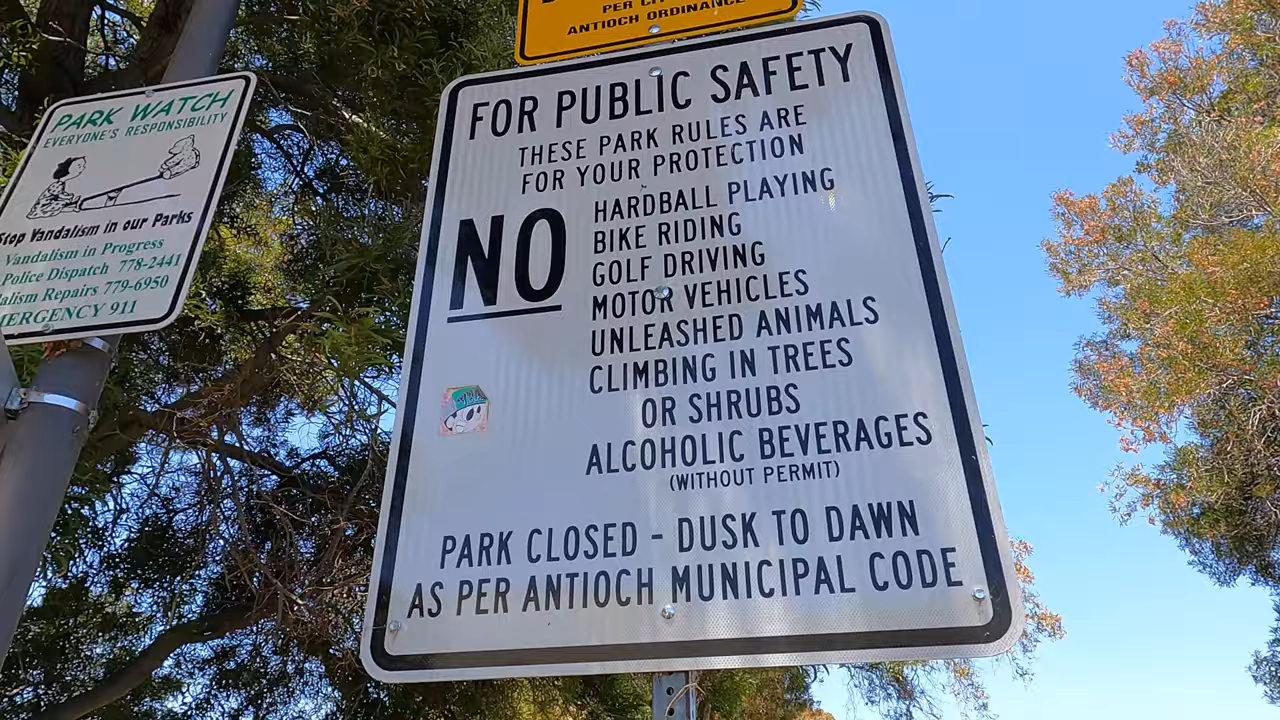 PER CI
ANTIOCH ORDINANCE
PARK WATCH
EVERYONE'S RESPONSIBILITY
Stop Vandalism in our Parks
Vandalism in Progress
Police Dispatch 778-2441
alism Repairs 779-6950
MERGENCY 911
FOR PUBLIC SAFETY
THESE PARK RULES ARE
FOR YOUR PROTECTION
NO
HARDBALL PLAYING
BIKE RIDING
GOLF DRIVING
MOTOR VEHICLES
UNLEASHED ANIMALS
CLIMBING IN TREES
OR SHRUBS
ALCOHOLIC BEVERAGES
(WITHOUT PERMIT)
PARK CLOSED - DUSK TO DAWN
AS PER ANTIOCH MUNICIPAL CODE